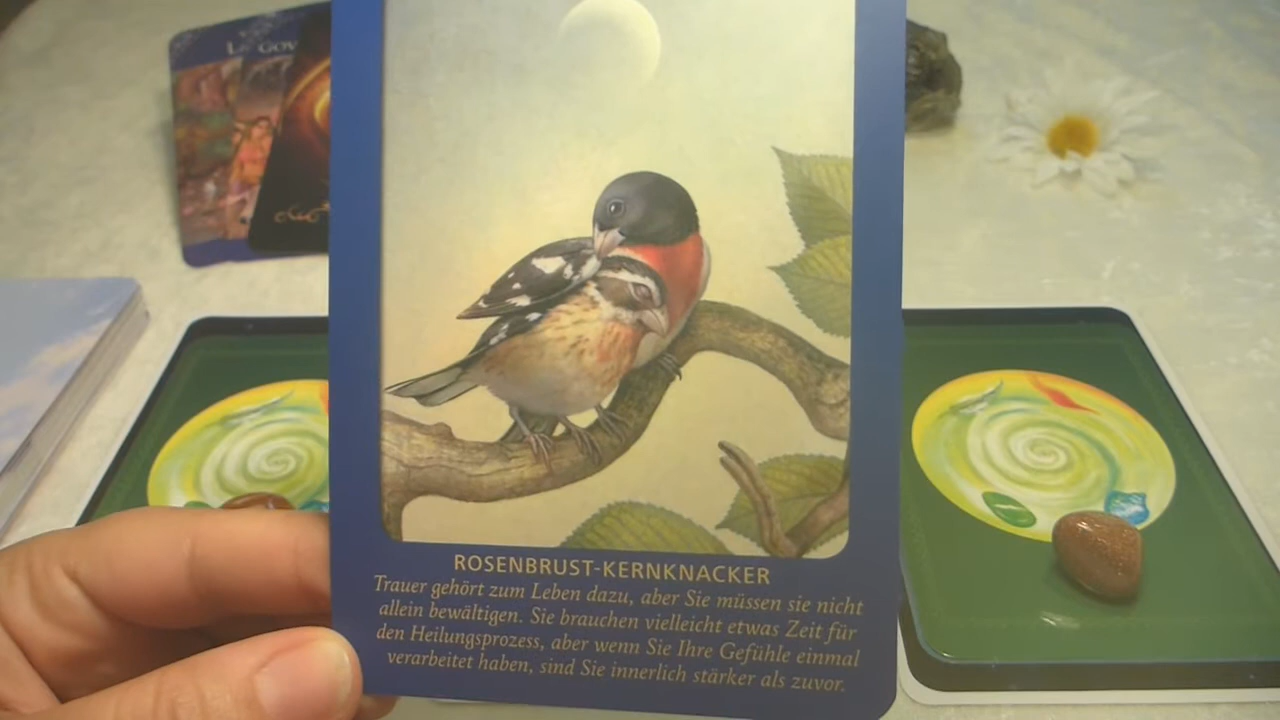 ROSENBRUST-KERNKNACKER
Trauer gehört zum Leben dazu, aber Sie müssen sie nicht
allein bewältigen. Sie brauchen vielleicht etwas Zeit für
den Heilungsprozess, aber wenn Sie Ihre Gefühle einmal
verarbeitet haben, sind Sie innerlich stärker als zuvor.